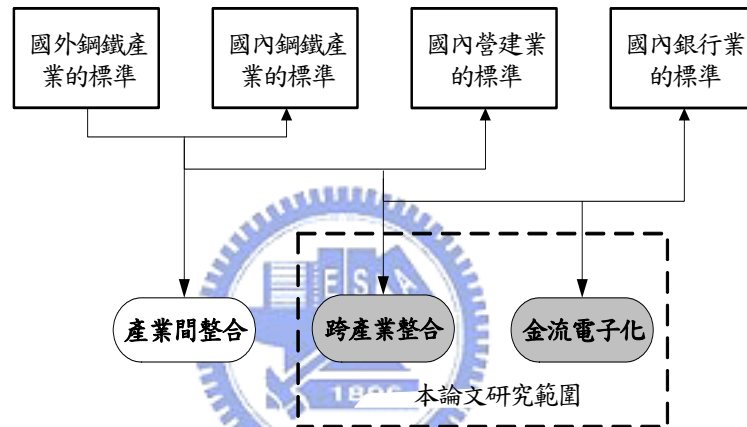 國外鋼鐵產
業的標準
國內鋼鐵產
業的標準
國內營建業
的標準
國內銀行業
的標準
E S A
產業間整合
跨產業整合
金流電子化
189
本論文研究範圍